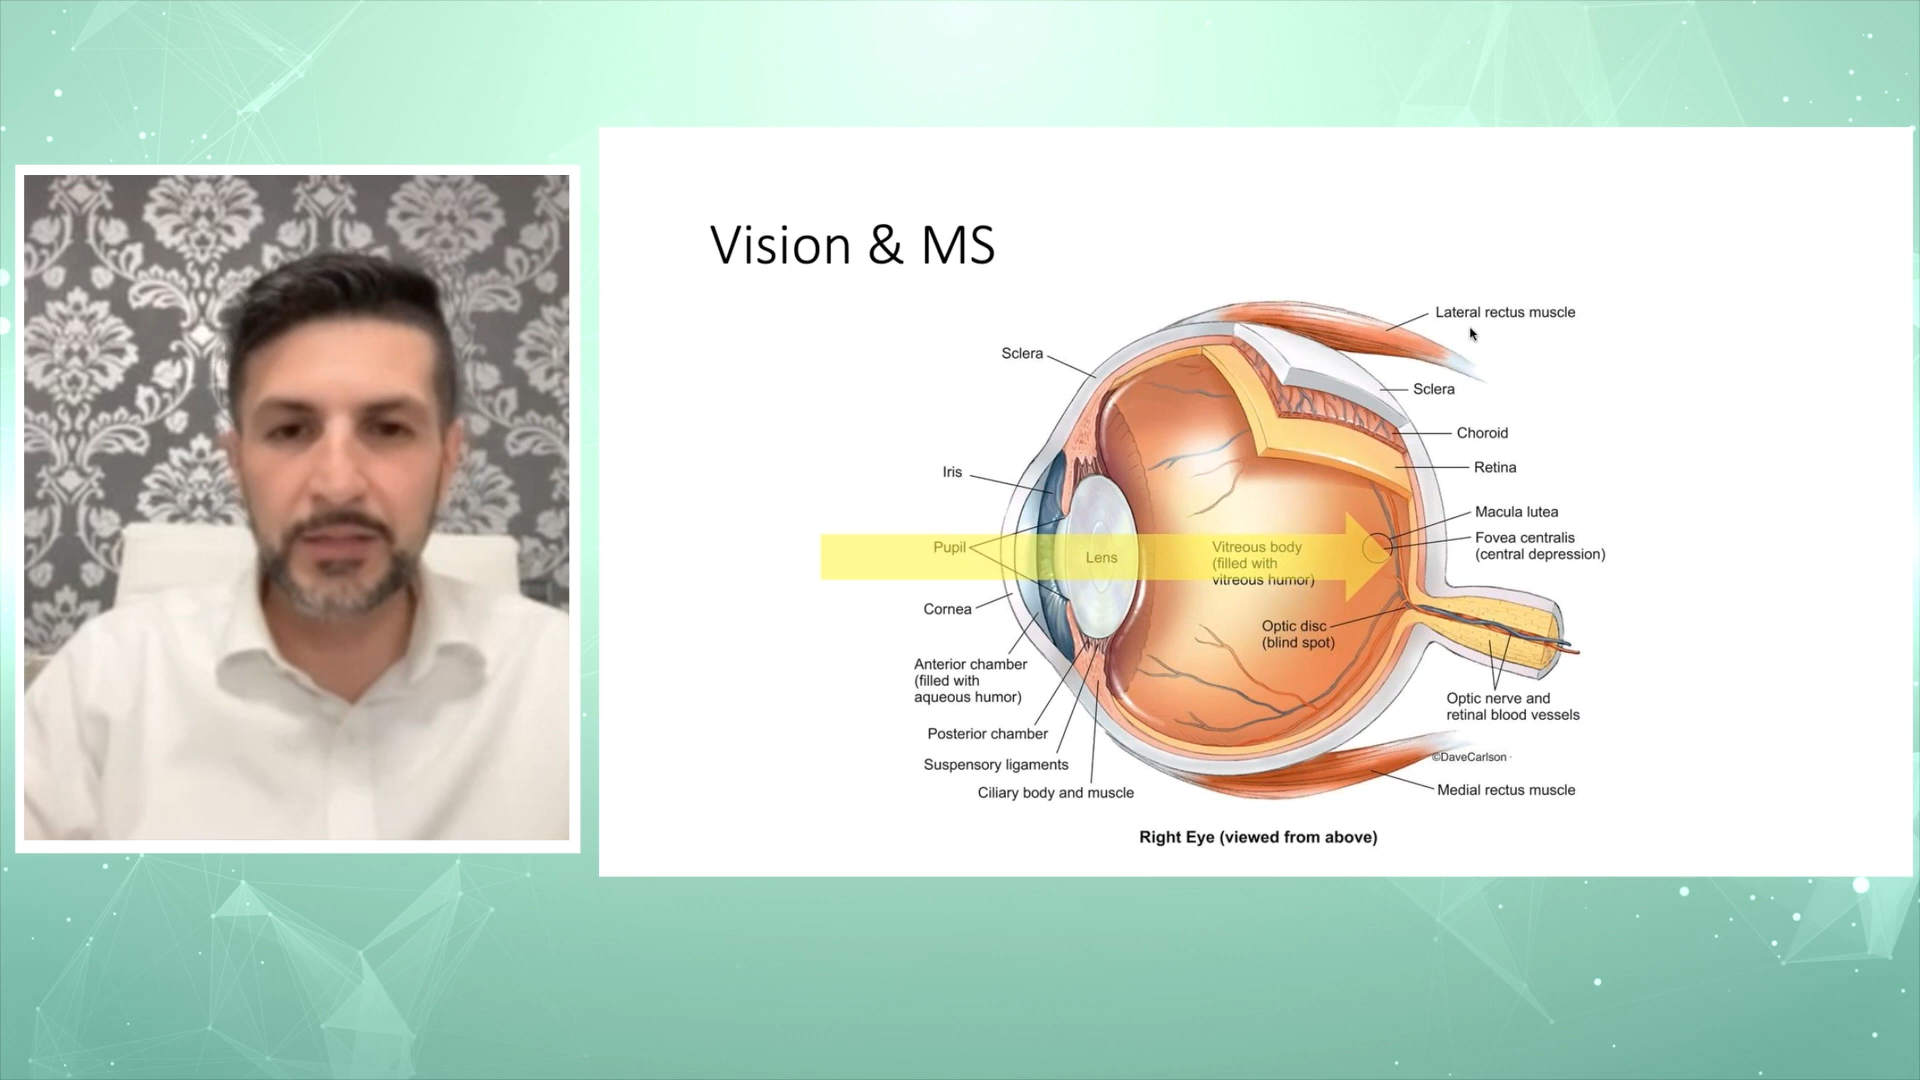 Vision & MS
Lateral rectus muscle
Sclera
Sclera
Choroid
Retina
Iris
Macula lutea
Fovea centralis
(central depression)
Pupil
Lens
Vitreous body
(filled with
vitreous humor)
Cornea
Optic disc
(blind spot)
Anterior chamber
(filled with
aqueous humor)
Optic nerve and
retinal blood vessels
Posterior chamber
©DaveCarlson
Suspensory ligaments
Ciliary body and muscle
Medial rectus muscle
Right Eye (viewed from above)